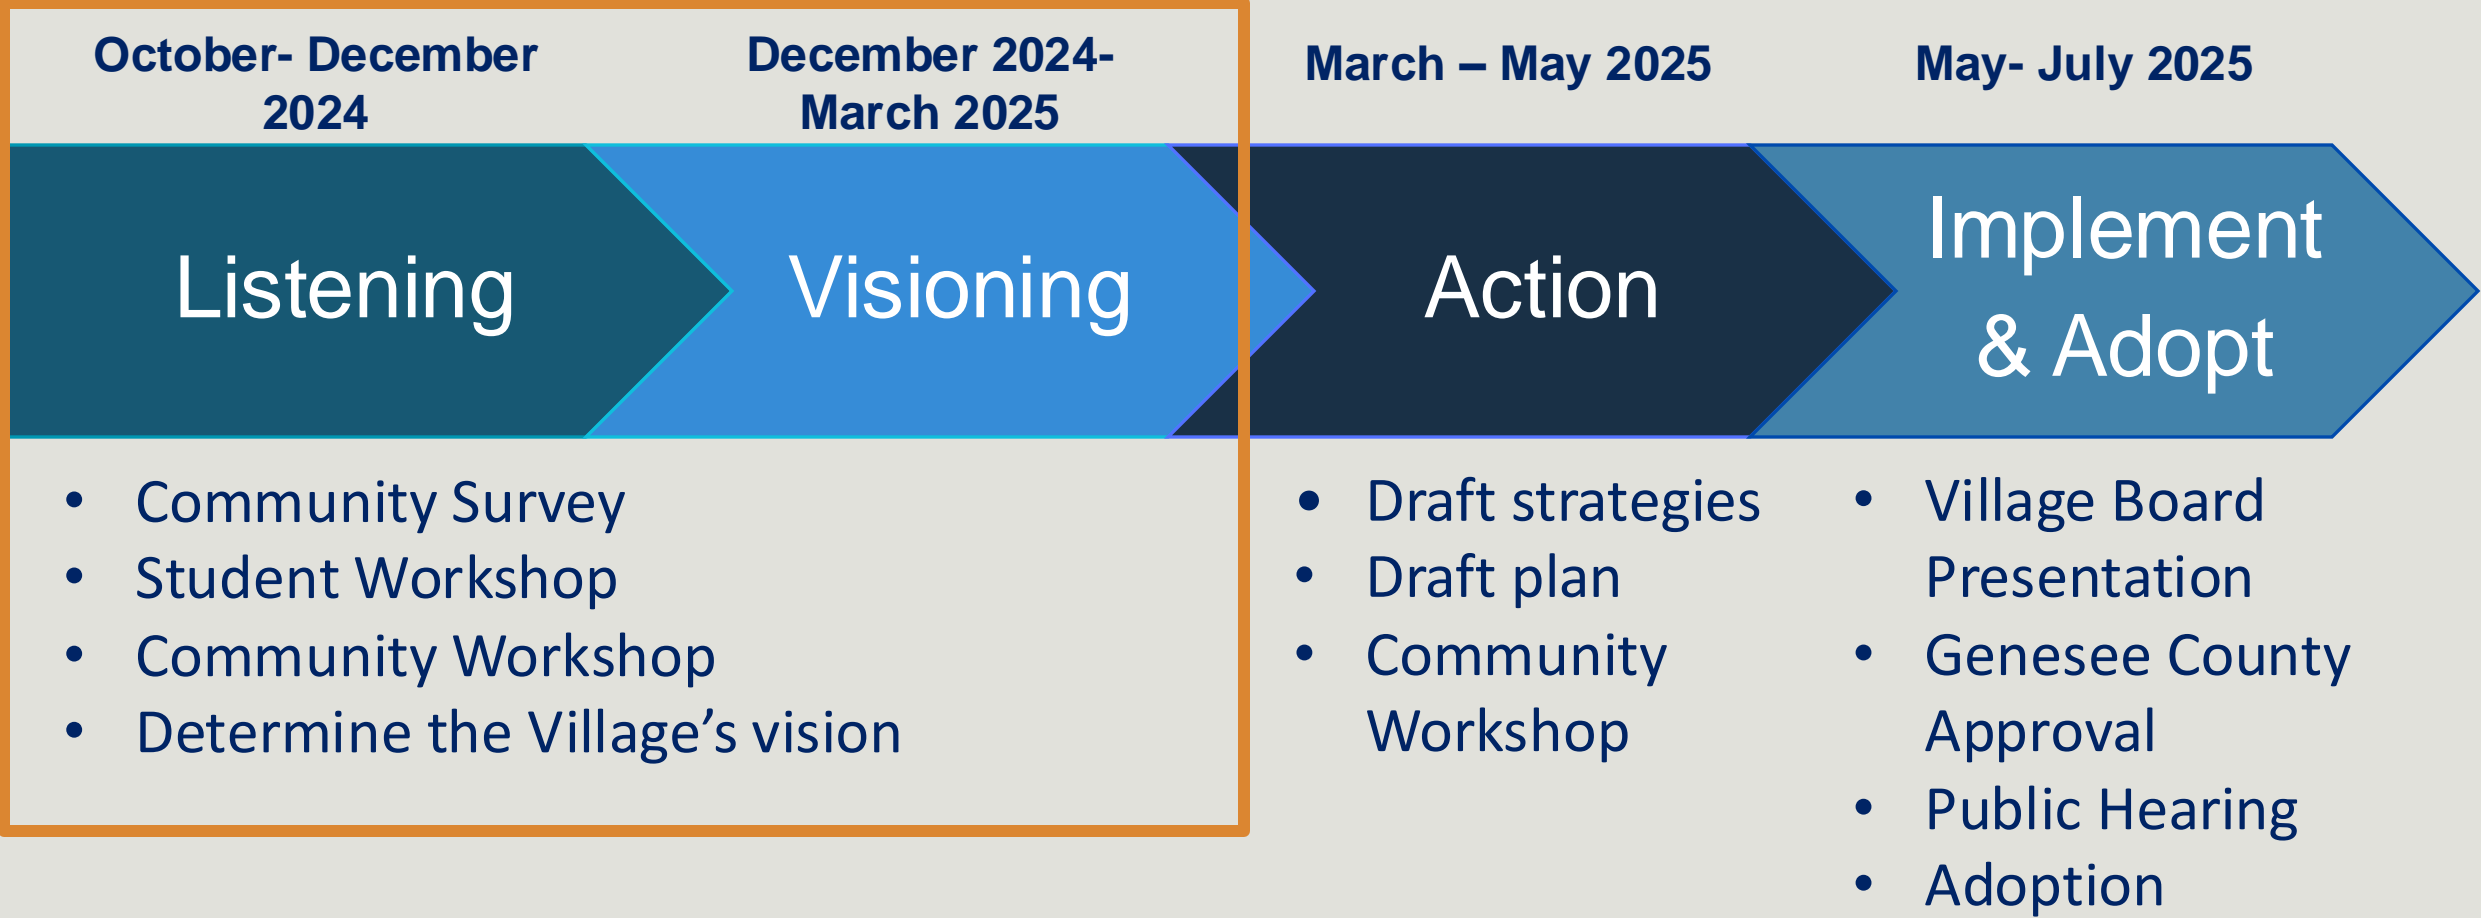 October- December
2024
December 2024-
March 2025
March – May 2025
May- July 2025
Listening
Visioning
Action
Implement
& Adopt
• Community Survey
• Student Workshop
• Community Workshop
• Determine the Village’s vision
• Draft strategies
• Draft plan
• Community
Workshop
• Village Board
Presentation
• Genesee County
Approval
• Public Hearing
• Adoption